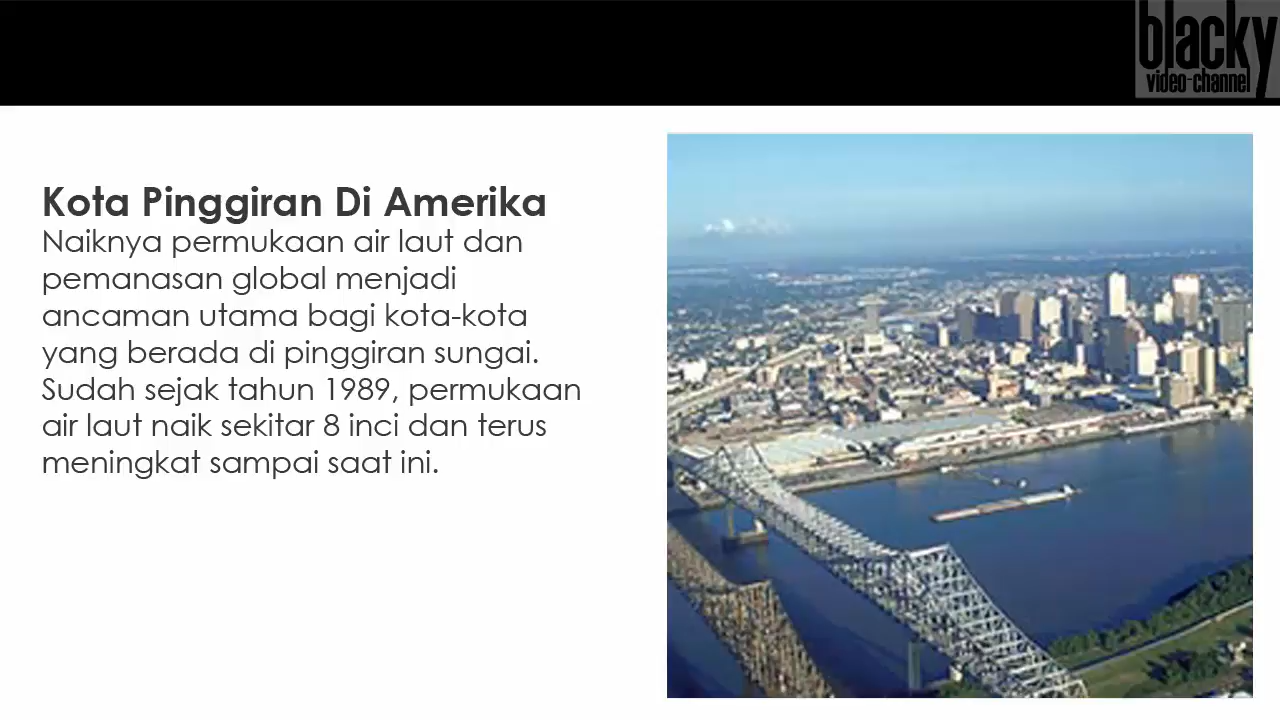 blacky
video-channel
Kota Pinggiran Di Amerika
Naiknya permukaan air laut dan
pemanasan global menjadi
ancaman utama bagi kota-kota
yang berada di pinggiran sungai.
Sudah sejak tahun 1989, permukaan
air laut naik sekitar 8 inci dan terus
meningkat sampai saat ini.